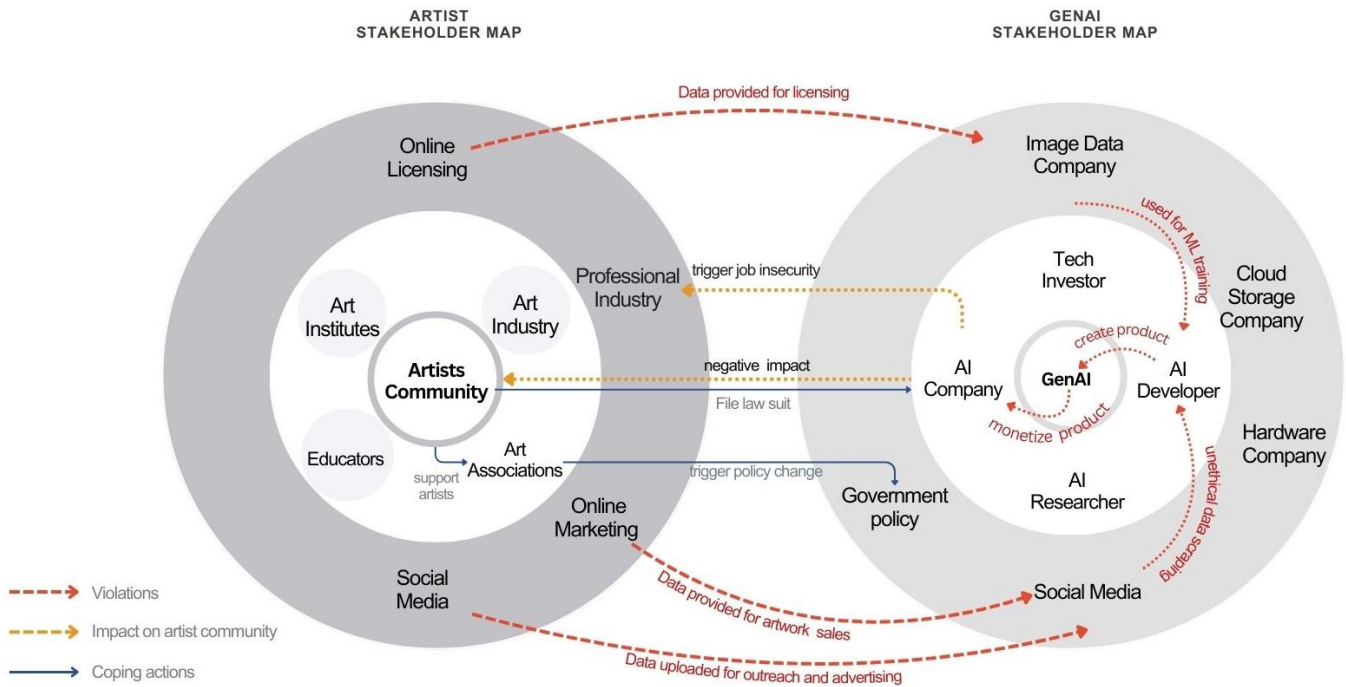 ARTIST
STAKEHOLDER MAP
GENAI
STAKEHOLDER MAP
Data provided for licensing
Online
Licensing
Image Data
Company
used for ML training
Tech
Investor
Professional
Industry
trigger job insecurity
Cloud
Storage
Company
Art
Institutes
Art
Industry
create product
Artists
Community
negative impact
File law suit
AI
Company
GenAI
AI
Developer
monetize product
Educators
support
artists
Art
Associations
trigger policy change
Government
policy
AI
Researcher
Hardware
Company
unethical data scraping
Online
Marketing
Social
Media
Social Media
Data provided for artwork sales
Data uploaded for outreach and advertising
Violations
Impact on artist community
Coping actions